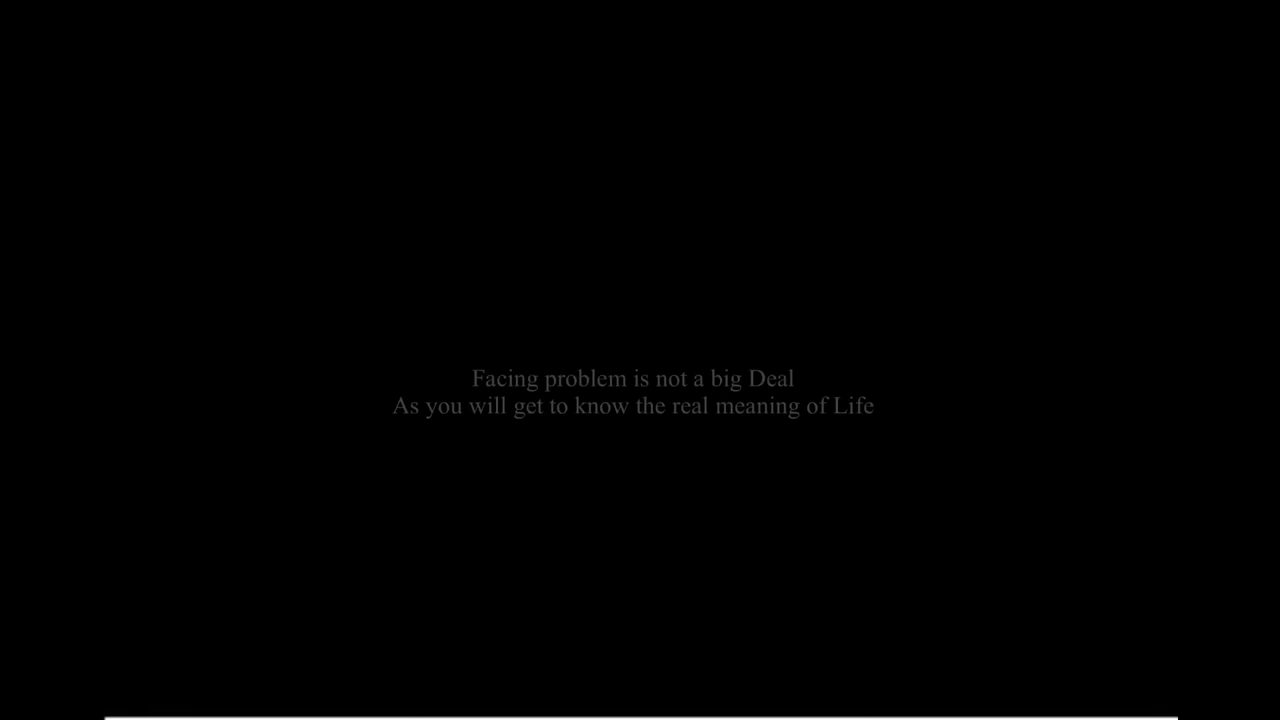 Facing problem is not a big Deal
As you will get to know the real meaning of Life